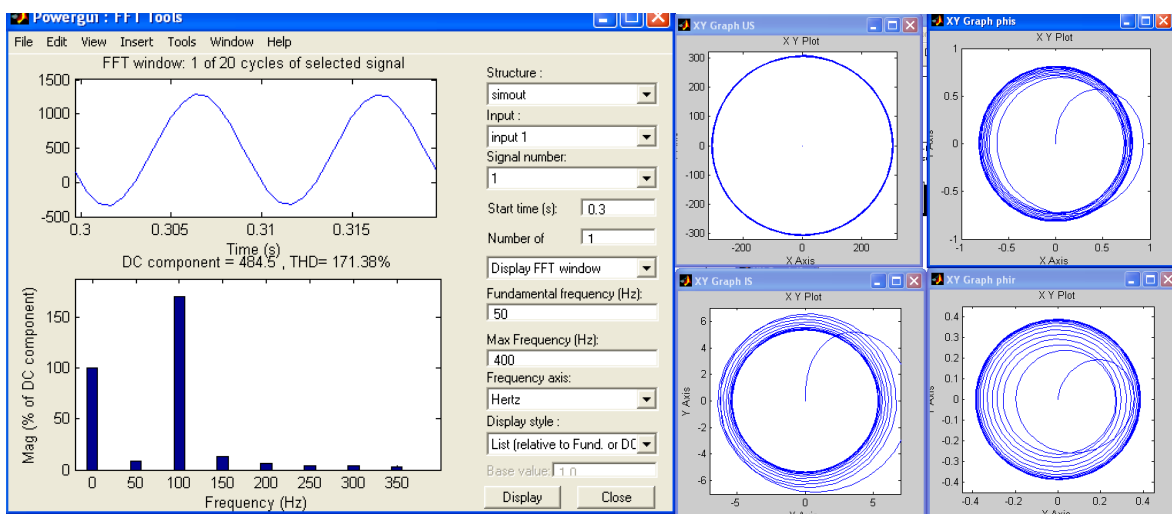 Powergui : FFT Tools
File Edit View Insert Tools Window Help
FFT window: 1 of 20 cycles of selected signal
1500
1000
500
0
-500
0.3 0.305 0.31 0.315
Time (s)
DC component = 484.5 , THD= 171.38%
Mag (% of DC component)
150
100
50
0
0 50 100 150 200 250 300 350
Frequency (Hz)
Structure :
simout
Input :
input 1
Signal number:
1
Start time (s): 0.3
Number of 1
Display FFT window
Fundamental frequency (Hz):
50
Max Frequency (Hz):
400
Frequency axis:
Hertz
Display style :
List (relative to Fund. or DC
Base value: 1.0
Display Close
XY Graph US
X Y Plot
300
200
100
0
-100
-200
-300
-200 0 200
X Axis
XY Graph phis
X Y Plot
1
0.5
0
-0.5
-1
Y Axis
-1 -0.5 0 0.5 1
X Axis
XY Graph IS
X Y Plot
6
4
2
0
-2
-4
-6
Y Axis
-5 0 5
X Axis
XY Graph phir
X Y Plot
0.4
0.3
0.2
0.1
0
-0.1
-0.2
-0.3
-0.4
Y Axis
-0.4 -0.2 0 0.2 0.4
X Axis